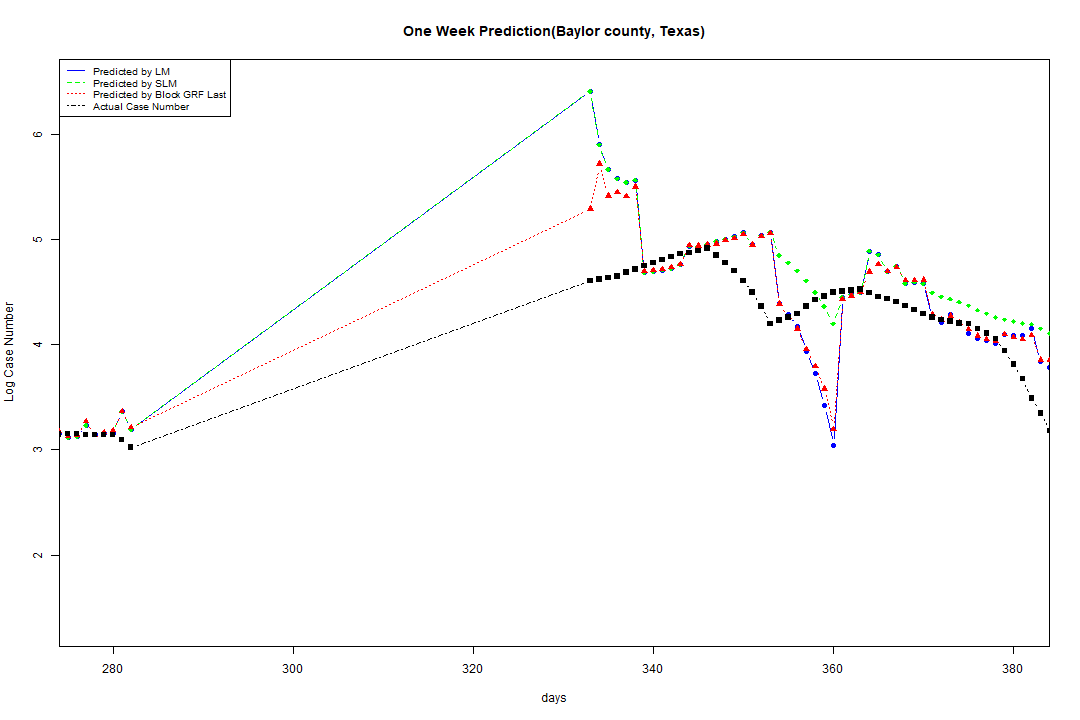 One Week Prediction(Baylor county, Texas)
Predicted by LM
Predicted by SLM
Predicted by Block GRF Last
Actual Case Number
6
5
4
3
2
Log Case Number
280
300
320
340
360
380
days